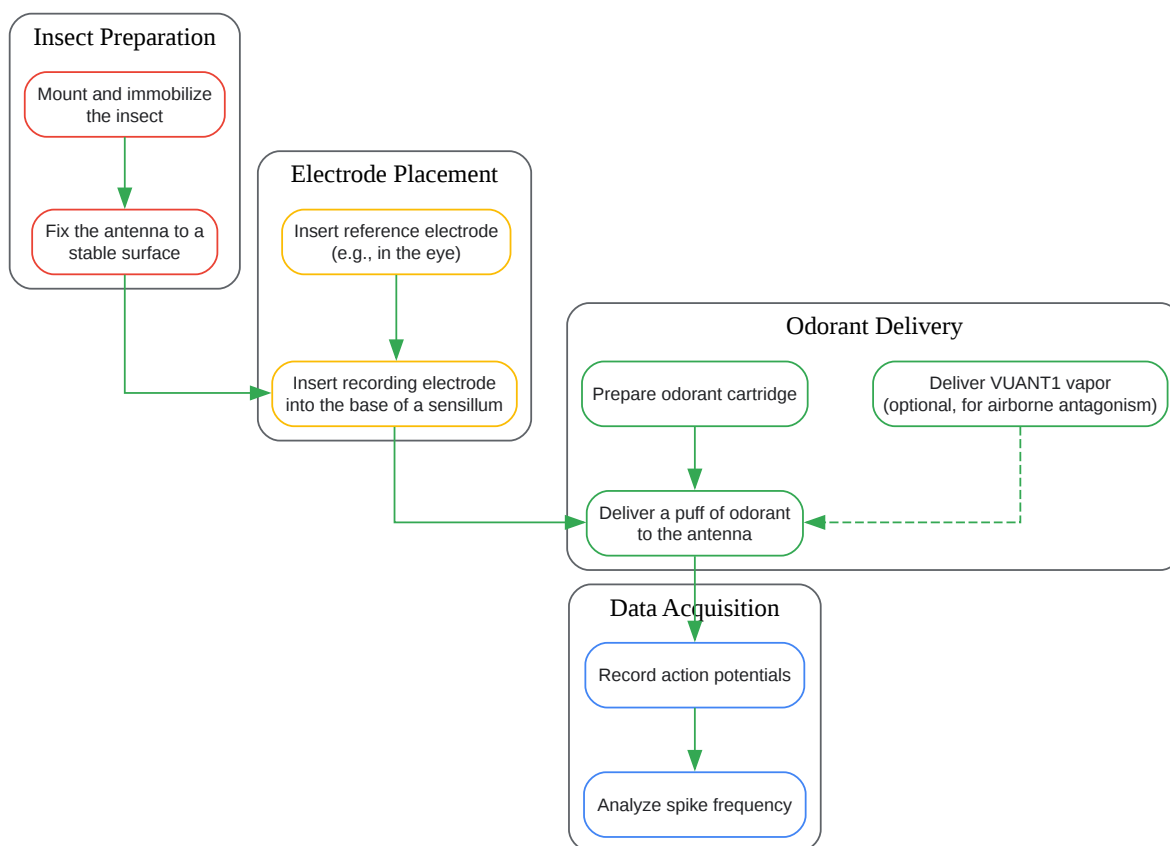 Insect Preparation
Mount and immobilize
the insect
Fix the antenna to a
stable surface
Electrode Placement
Insert reference electrode
(e.g., in the eye)
Insert recording electrode
into the base of a sensillum
Odorant Delivery
Prepare odorant cartridge
Deliver VUANT1 vapor
(optional, for airborne antagonism)
Deliver a puff of odorant
to the antenna
Data Acquisition
Record action potentials
Analyze spike frequency